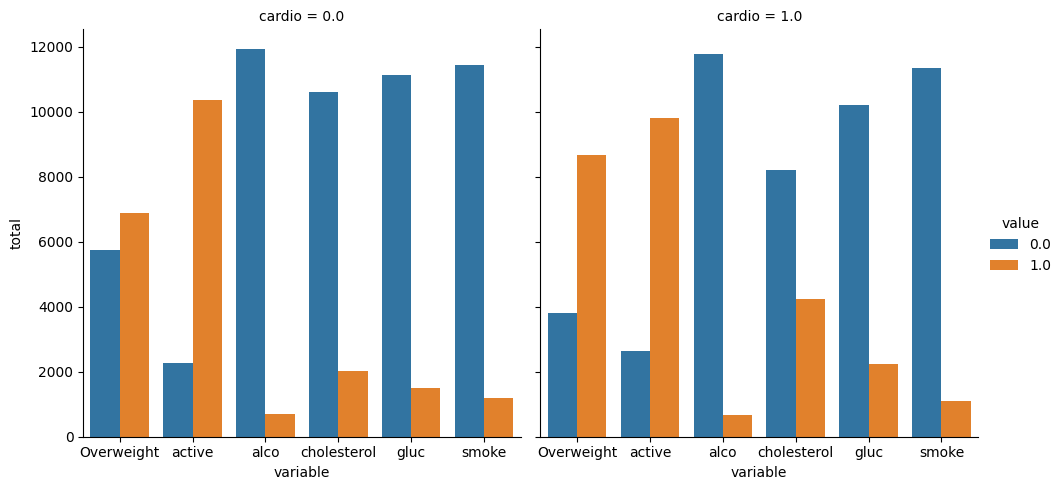 cardio = 0.0
cardio = 1.0
total
12000
10000
8000
6000
4000
2000
0
Overweight active alco cholesterol gluc smoke
variable
Overweight active alco cholesterol gluc smoke
variable
value
0.0
1.0